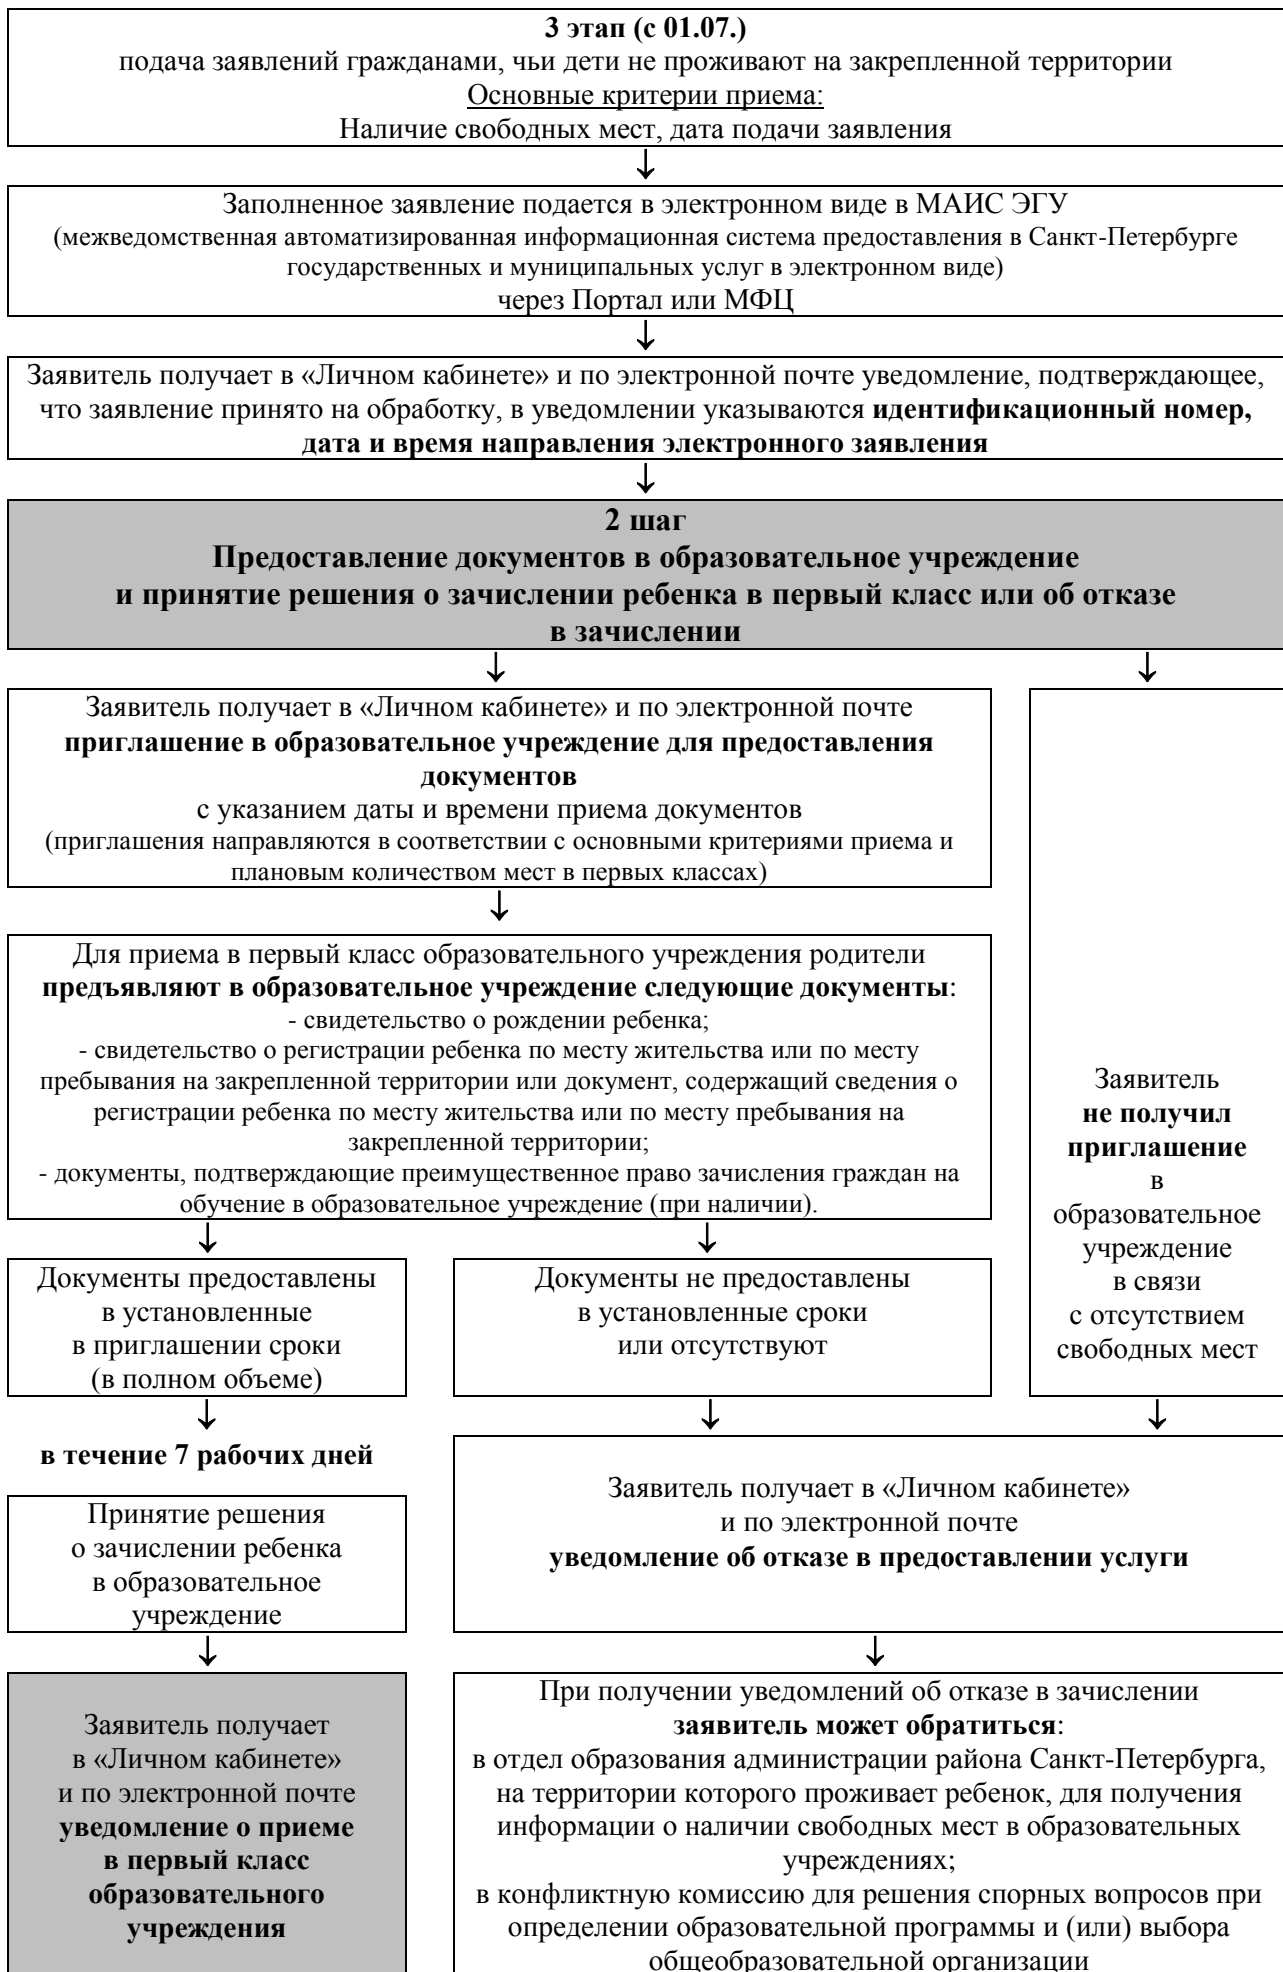 3 этап (с 01.07.)
подача заявлений гражданами, чьи дети не проживают на закрепленной территории
Основные критерии приема:
Наличие свободных мест, дата подачи заявления
Заполненное заявление подается в электронном виде в МАИС ЭГУ
(межведомственная автоматизированная информационная система предоставления в Санкт-Петербурге
государственных и муниципальных услуг в электронном виде)
через Портал или МФЦ
Заявитель получает в «Личном кабинете» и по электронной почте уведомление, подтверждающее,
что заявление принято на обработку, в уведомлении указываются идентификационный номер,
дата и время направления электронного заявления
2 шаг
Предоставление документов в образовательное учреждение
и принятие решения о зачислении ребенка в первый класс или об отказе
в зачислении
Заявитель получает в «Личном кабинете» и по электронной почте
приглашение в образовательное учреждение для предоставления
документов
с указанием даты и времени приема документов
(приглашения направляются в соответствии с основными критериями приема и
плановым количеством мест в первых классах)
Для приема в первый класс образовательного учреждения родители
предъявляют в образовательное учреждение следующие документы:
- свидетельство о рождении ребенка;
- свидетельство о регистрации ребенка по месту жительства или по месту
пребывания на закрепленной территории или документ, содержащий сведения о
регистрации ребенка по месту жительства или по месту пребывания на
закрепленной территории;
- документы, подтверждающие преимущественное право зачисления граждан на
обучение в образовательное учреждение (при наличии).
Заявитель
не получил
приглашение
в
образовательное
учреждение
в связи
с отсутствием
свободных мест
Документы предоставлены
в установленные
в приглашении сроки
(в полном объеме)
Документы не предоставлены
в установленные сроки
или отсутствуют
в течение 7 рабочих дней
Принятие решения
о зачислении ребенка
в образовательное
учреждение
Заявитель получает в «Личном кабинете»
и по электронной почте
уведомление об отказе в предоставлении услуги
Заявитель получает
в «Личном кабинете»
и по электронной почте
уведомление о приеме
в первый класс
образовательного
учреждения
При получении уведомлений об отказе в зачислении
заявитель может обратиться:
в отдел образования администрации района Санкт-Петербурга,
на территории которого проживает ребенок, для получения
информации о наличии свободных мест в образовательных
учреждениях;
в конфликтную комиссию для решения спорных вопросов при
определении образовательной программы и (или) выбора
общеобразовательной организации